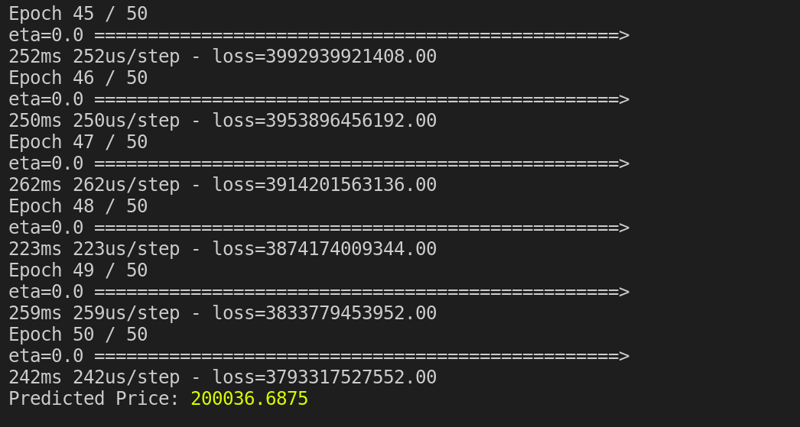 Epoch 45 / 50
eta=0.0 =================================================>
252ms 252us/step - loss=3992939921408.00
Epoch 46 / 50
eta=0.0 =================================================>
250ms 250us/step - loss=3953896456192.00
Epoch 47 / 50
eta=0.0 =================================================>
262ms 262us/step - loss=3914201563136.00
Epoch 48 / 50
eta=0.0 =================================================>
223ms 223us/step - loss=3874174009344.00
Epoch 49 / 50
eta=0.0 =================================================>
259ms 259us/step - loss=3833779453952.00
Epoch 50 / 50
eta=0.0 =================================================>
242ms 242us/step - loss=3793317527552.00
Predicted Price: 200036.6875